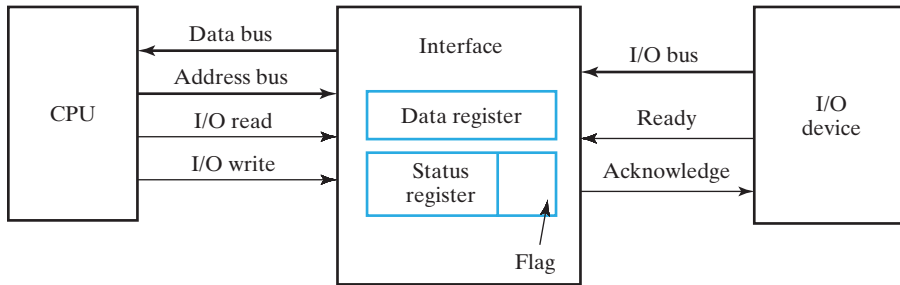 CPU
Data bus
Address bus
I/O read
I/O write
Interface
Data register
Status
register
Flag
I/O bus
Ready
Acknowledge
I/O
device